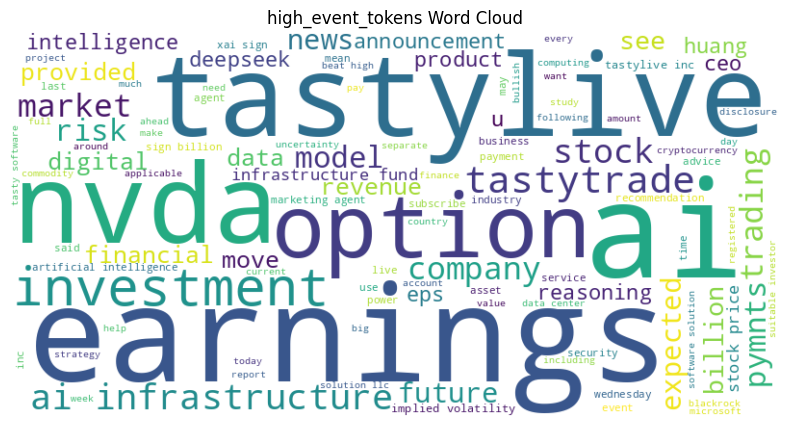 high_event_tokens Word Cloud
intelligence
xai sign
news
announcement
every
see
huang
project
deepseek
mean
beat high
product
computing
want
tastylive inc
ceo
provided
last
much
need
agent
pay
may
bullish
study
following
amount
disclosure
market
tastylive
full
ahead
make
sign billion
uncertainty
separate
u
business
day
risk
around
applicable
model
stock
cryptocurrency
tasty software
digital
data
finance
payment
advice
commodity
infrastructure fund
revenue
industry
tastytrade
marketing agent
subscribe
recommendation
nvda
option
ai
country
trading
registered
said
financial
move
time
artificial intelligence
current
live
company
service
reasoning
use
power
account
asset
value
data center
investment
eps
expected
billion
stock price
pymnts
suitable investor
software solution
help
big
including
earnings
strategy
today
report
security
inc
solution llc
wednesday
ai infrastructure
week
future
implied volatility
event
blackrock
microsoft